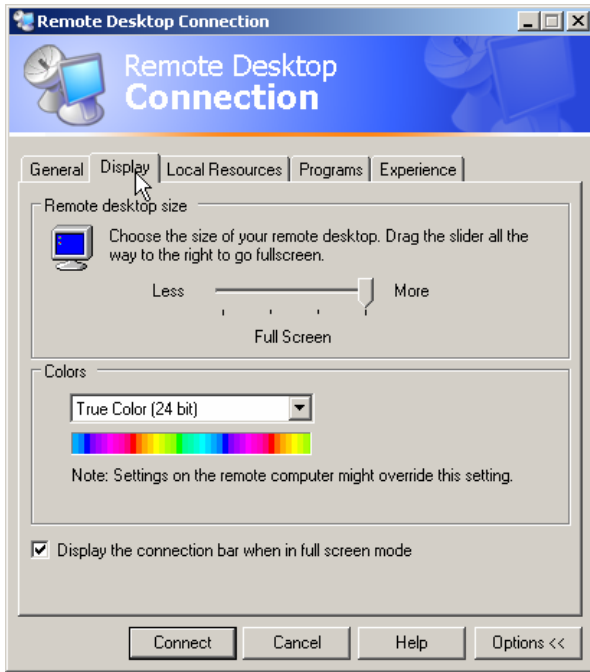 Remote Desktop Connection
Remote Desktop
Connection
General Display Local Resources Programs Experience
Remote desktop size
Choose the size of your remote desktop. Drag the slider all the
way to the right to go fullscreen.
Less More
Full Screen
Colors
True Color (24 bit)
Note: Settings on the remote computer might override this setting.
Display the connection bar when in full screen mode
Connect Cancel Help Options <<